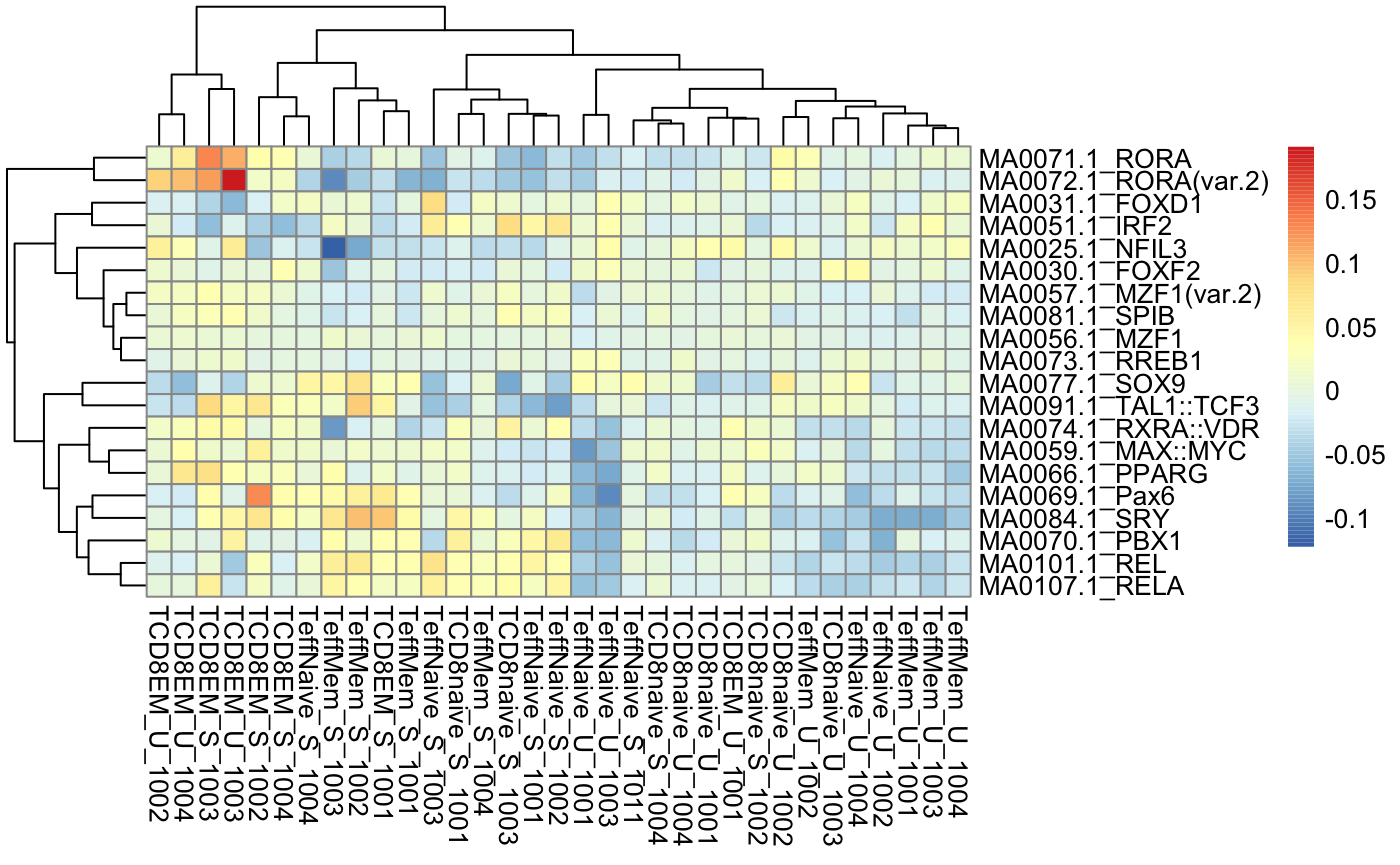 MA0071.1_RORA
MA0072.1_RORA(var.2)
MA0031.1_FOXD1
MA0051.1_IRF2
MA0025.1_NFIL3
MA0030.1_FOXF2
MA0057.1_MZF1(var.2)
MA0081.1_SPIB
MA0056.1_MZF1
MA0073.1_RREB1
MA0077.1_SOX9
MA0091.1_TAL1::TCF3
MA0074.1_RXRA::VDR
MA0059.1_MAX::MYC
MA0066.1_PPARG
MA0069.1_Pax6
MA0084.1_SRY
MA0070.1_PBX1
MA0101.1_REL
MA0107.1_RELA
0.15
0.1
0.05
0
-0.05
-0.1
TCD8EM_U_1002
TCD8EM_U_1004
TCD8EM_S_1003
TCD8EM_U_1003
TCD8EM_S_1002
TCD8EM_S_1004
TeffNaive_S_1004
TeffMem_S_1003
TeffMem_S_1002
TCD8EM_S_1001
TeffMem_S_1001
TeffNaive_S_1003
TCD8naive_S_1001
TeffMem_S_1004
TCD8naive_S_1003
TeffNaive_S_1001
TeffNaive_S_1002
TeffNaive_U_1001
TeffNaive_U_1003
TeffNaive_S_1011
TCD8naive_S_1004
TCD8naive_U_1004
TCD8naive_U_1001
TCD8EM_U_1001
TCD8naive_S_1002
TCD8naive_U_1002
TeffMem_U_1002
TCD8naive_U_1003
TeffNaive_U_1004
TeffNaive_U_1002
TeffMem_U_1001
TeffMem_U_1003
TeffMem_U_1004